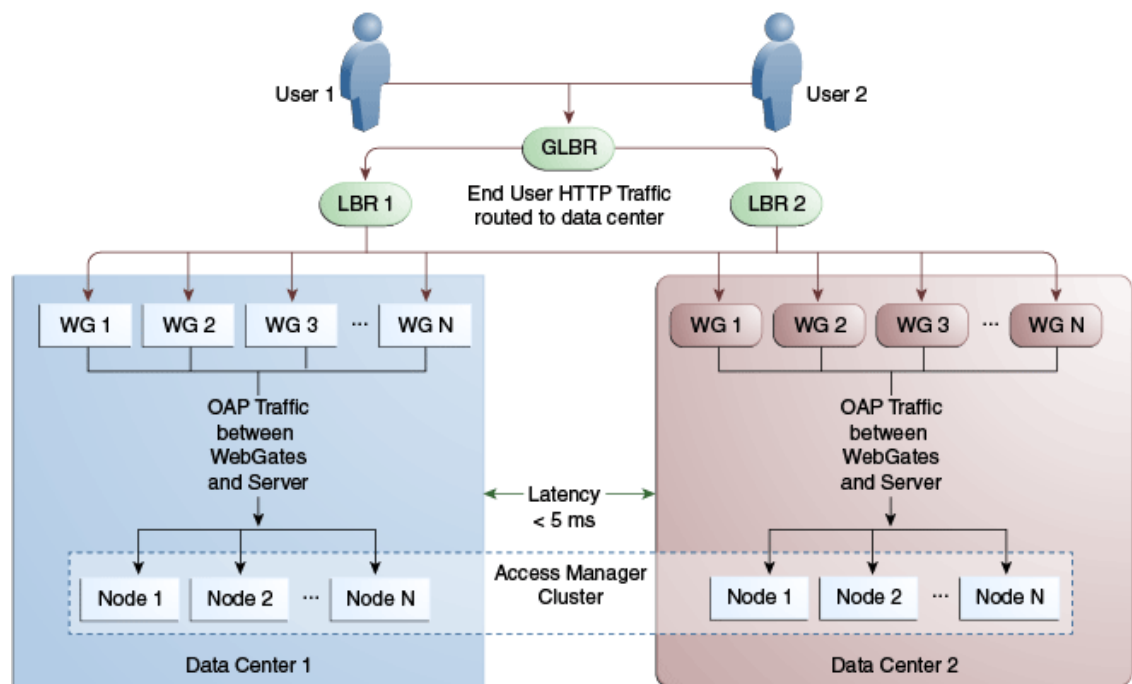 User 1
User 2
GLBR
LBR 1
End User HTTP Traffic
routed to data center
LBR 2
WG 1
WG 2
WG 3
...
WG N
WG 1
WG 2
WG 3
...
WG N
OAP Traffic
between
WebGates
and Server
OAP Traffic
between
WebGates
and Server
Latency
< 5 ms
Access Manager
Cluster
Node 1
Node 2
...
Node N
Node 1
Node 2
...
Node N
Data Center 1
Data Center 2